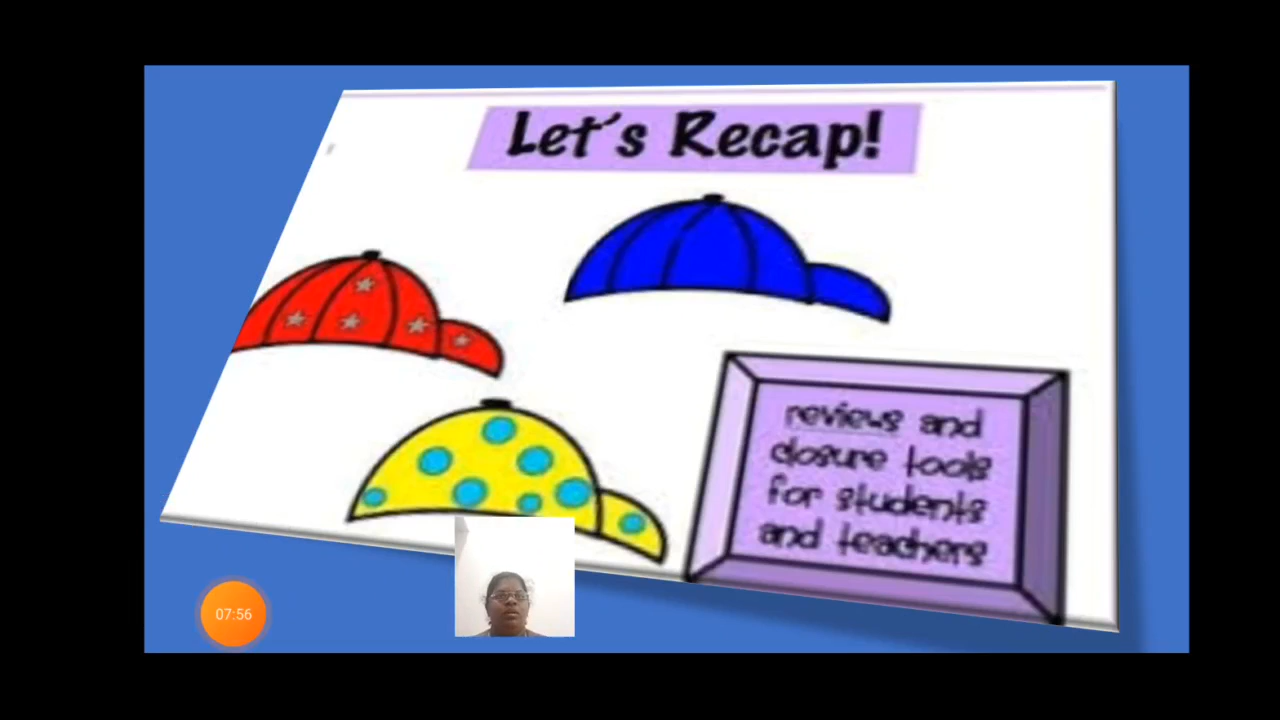 Let's Recap!
reviews and
closure tools
for students
and teachers
07:56